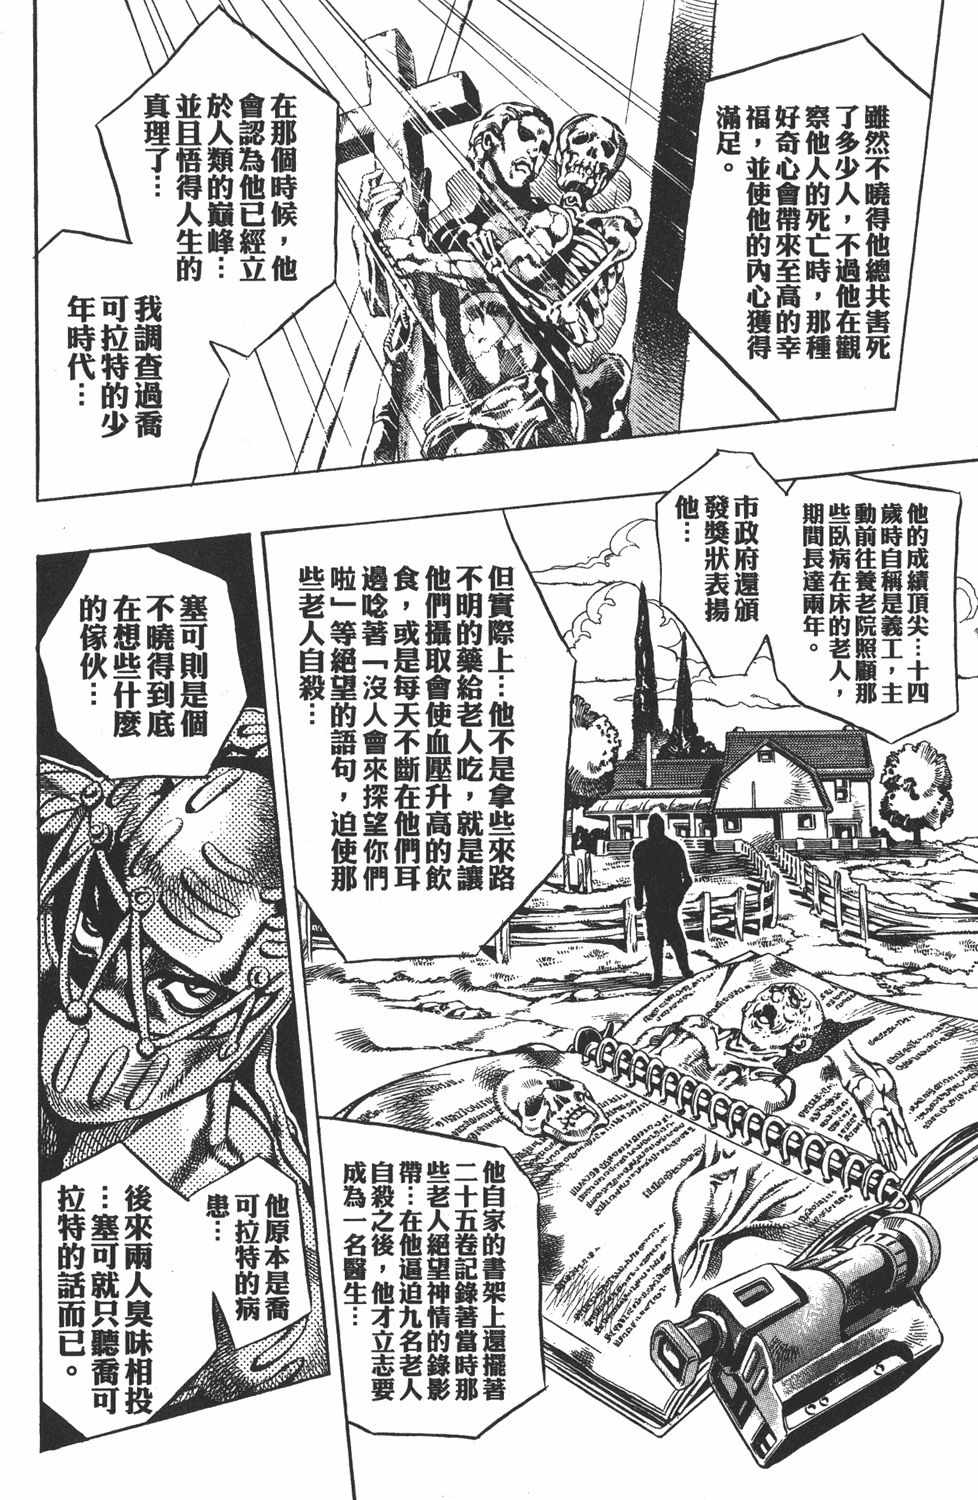 雖然不曉得他總共害死
了多少人，不過他在觀
察他人的死亡時，那種
好奇心會帶來至高的幸
福，並使他的內心獲得
滿足。
在那個時候，他
會認為他已經立
於人類的巔峰…
並且悟得人生的
真理了…
我調查過喬
可拉特的少
年時代…
他的成績頂尖…十四
歲時自稱是義工，主
動前往養老院照顧那
些臥病在床的老人，
期間長達兩年。
市政府還頒
發獎狀表揚
他…
但實際上…他不是拿些來路
不明的藥給老人吃，就是讓
他們攝取會使血壓升高的飲
食，或是每天不斷在他們耳
邊唸著「沒人會來探望你們
啦」等絕望的語句，迫使那
些老人自殺…
他自家的書架上還擺著
二十五卷記錄著當時那
些老人絕望神情的錄影
帶…在他逼迫九名老人
自殺之後，他才立志要
成為一名醫生…
塞可則是個
不曉得到底
在想些什麼
的傢伙…
他原本是喬
可拉特的病
患…
後來兩人臭味相投
…塞可就只聽喬可
拉特的話而已。